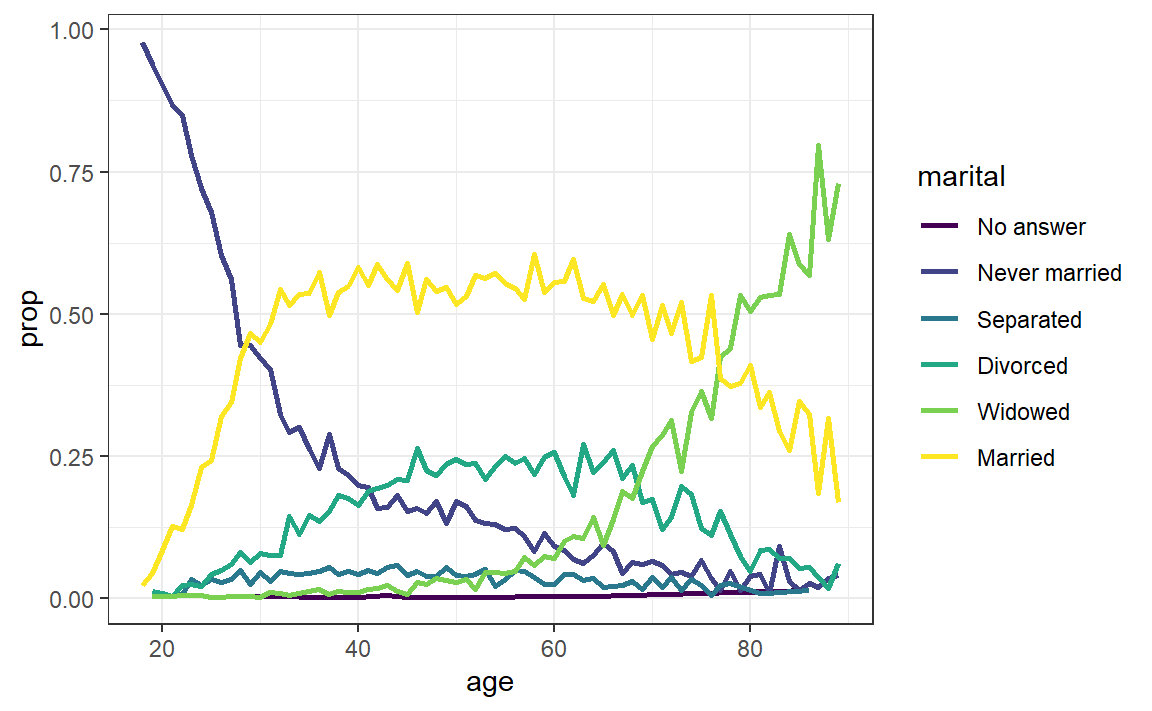 1.00
0.75
0.50
0.25
0.00
prop
20 40 60 80
age
marital
No answer
Never married
Separated
Divorced
Widowed
Married